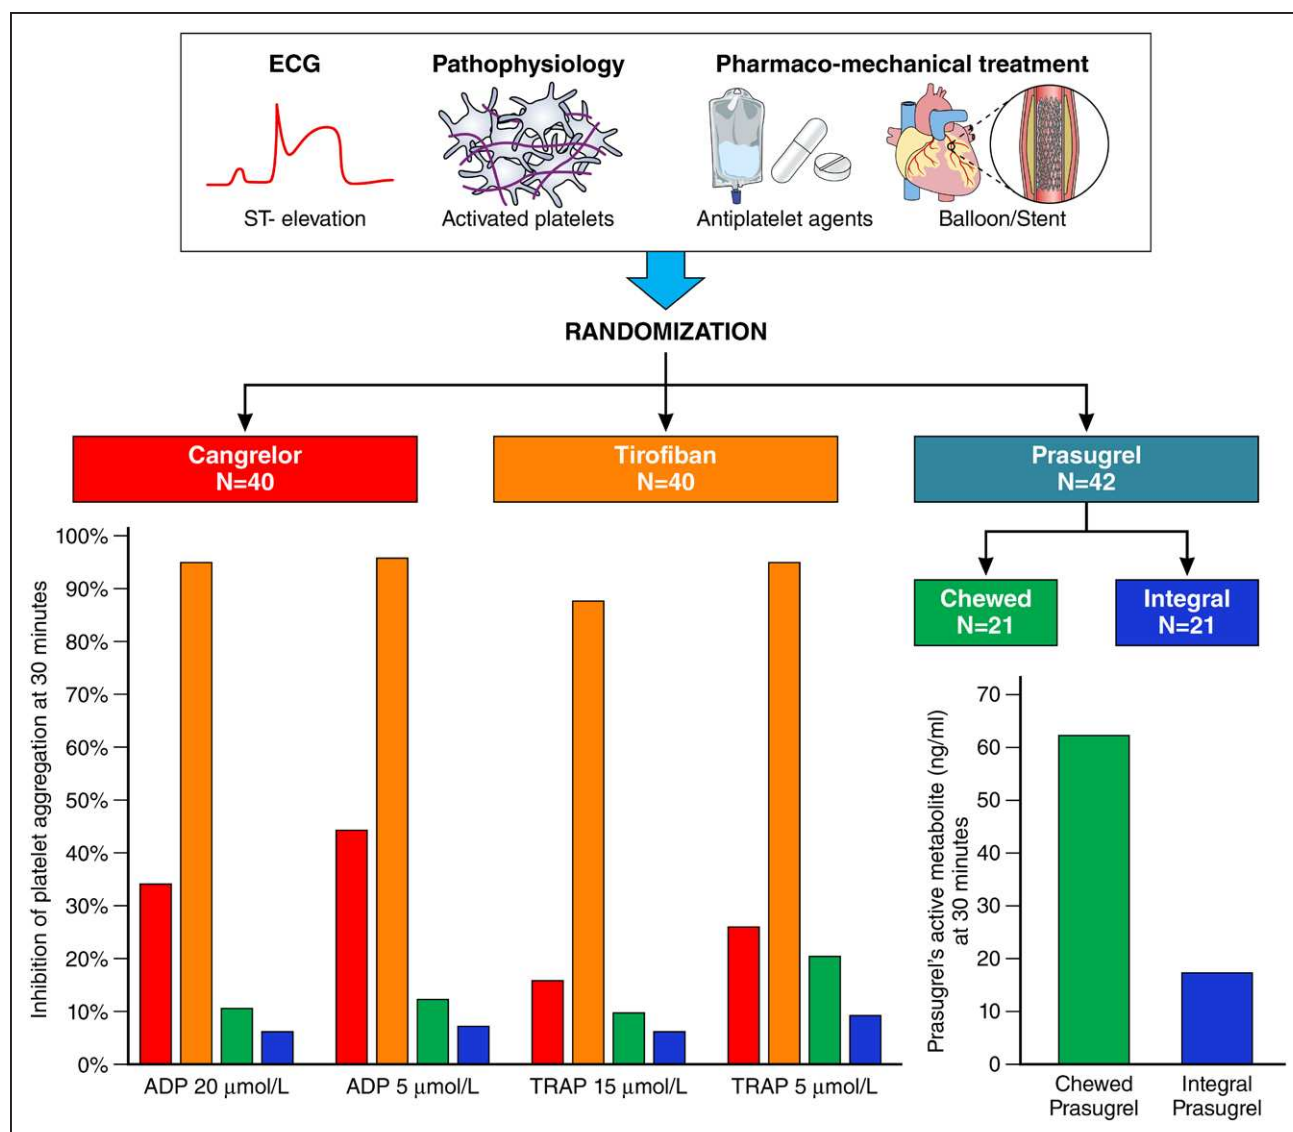 ECG
Pathophysiology
Pharmaco-mechanical treatment
ST- elevation
Activated platelets
Antiplatelet agents
Balloon/Stent
RANDOMIZATION
Cangrelor
N=40
Tirofiban
N=40
Prasugrel
N=42
Chewed
N=21
Integral
N=21
Inhibition of platelet aggregation at 30 minutes
100%
90%
80%
70%
60%
50%
40%
30%
20%
10%
0%
ADP 20 μmol/L
ADP 5 μmol/L
TRAP 15 μmol/L
TRAP 5 μmol/L
Prasugrel's active metabolite (ng/ml)
at 30 minutes
70
60
50
40
30
20
10
0
Chewed
Prasugrel
Integral
Prasugrel